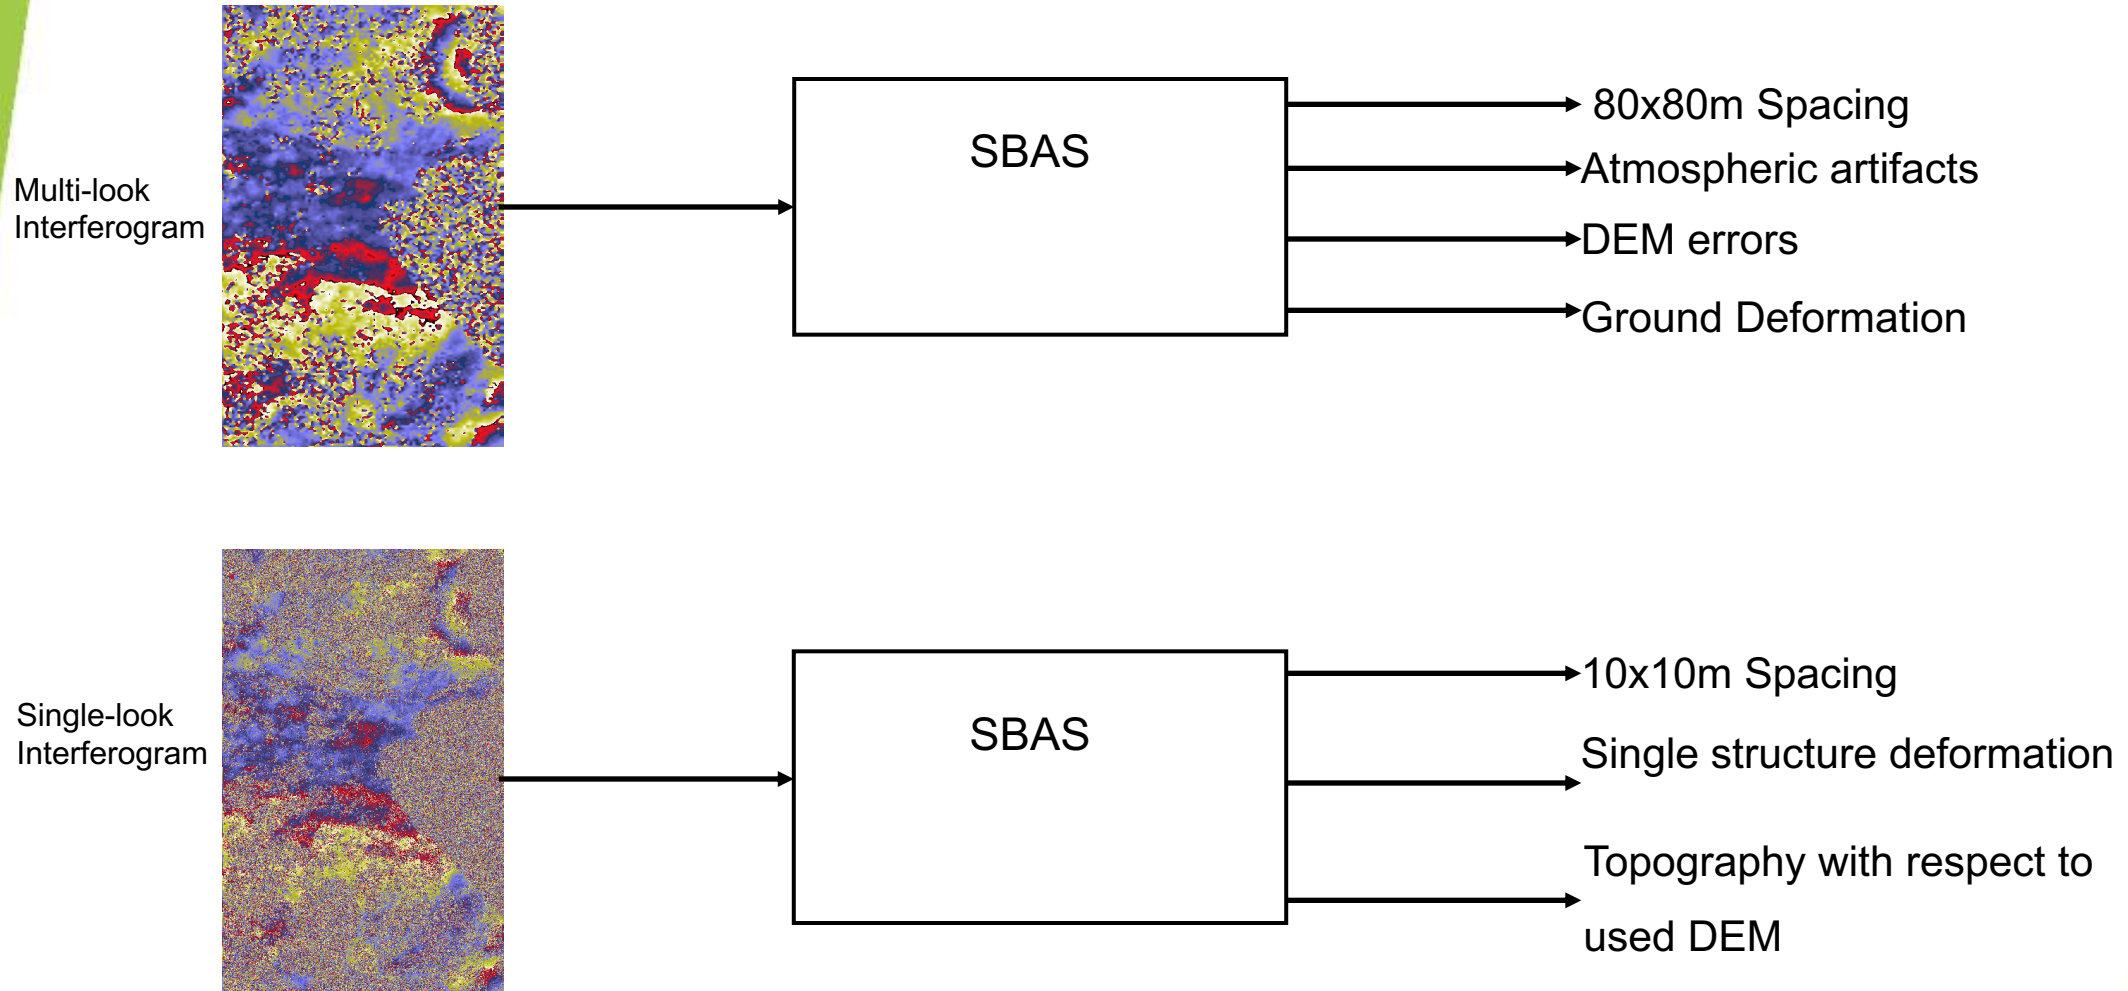 Multi-look
Interferogram
SBAS
80x80m Spacing
Atmospheric artifacts
DEM errors
Ground Deformation
Single-look
Interferogram
SBAS
10x10m Spacing
Single structure deformation
Topography with respect to
used DEM